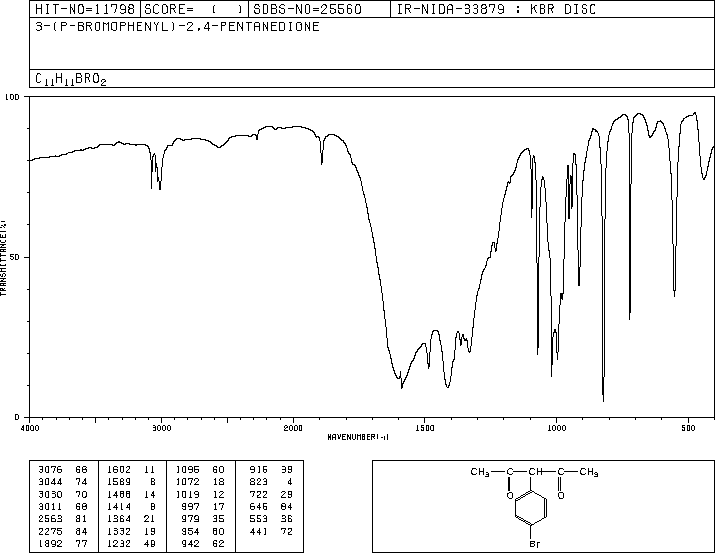 HIT-NO=11798 SCORE= ( ) SDBS-NO=25560 IR-NIDA-33879 : KBR DISC
3-(P-BROMOPHENYL)-2,4-PENTANEDIONE
C11H11BRO2
100
50
0
TRANSMITTANCE(%)
4000 3000 2000 1500 1000 500
WAVENUMBER(-1)
3076 68 1602 11 1096 60 916 39
3044 74 1589 8 1072 18 823 4
3030 70 1488 14 1019 12 722 29
3011 68 1414 8 997 17 646 84
2563 81 1364 21 979 35 553 36
2275 84 1332 19 954 60 441 72
1892 77 1232 49 942 62
CH3 C CH C CH3
O O
Br